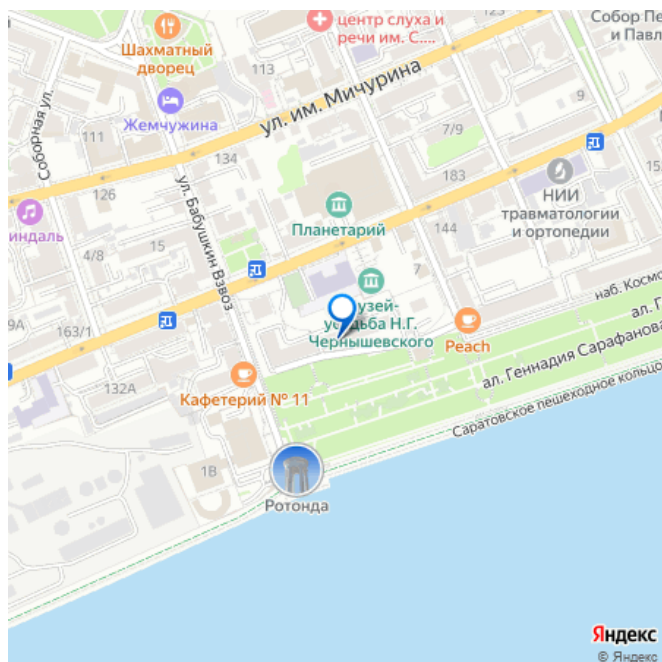 центр слуха и
речи им. С....
Собор Пе
и Павл
Шахматный
дворец
113
ул. им. Мичурина
9
Жемчужина
Соборная ул.
111
7/9
134
126
183
НИИ
травматологии
и ортопедии
15
ул. Бабушкин Взвоз
Планетарий
индаль
4/8
15
144
7
наб. Космо
9А
163/1
узей-
усадьба Н.Г.
Чернышевского
Peach
ал. Г
ал. Геннадия Сарафанова
132А
Кафетерий № 11
Саратовское пешеходное кольцо
1В
Ротонда
Яндекс
© Яндекс